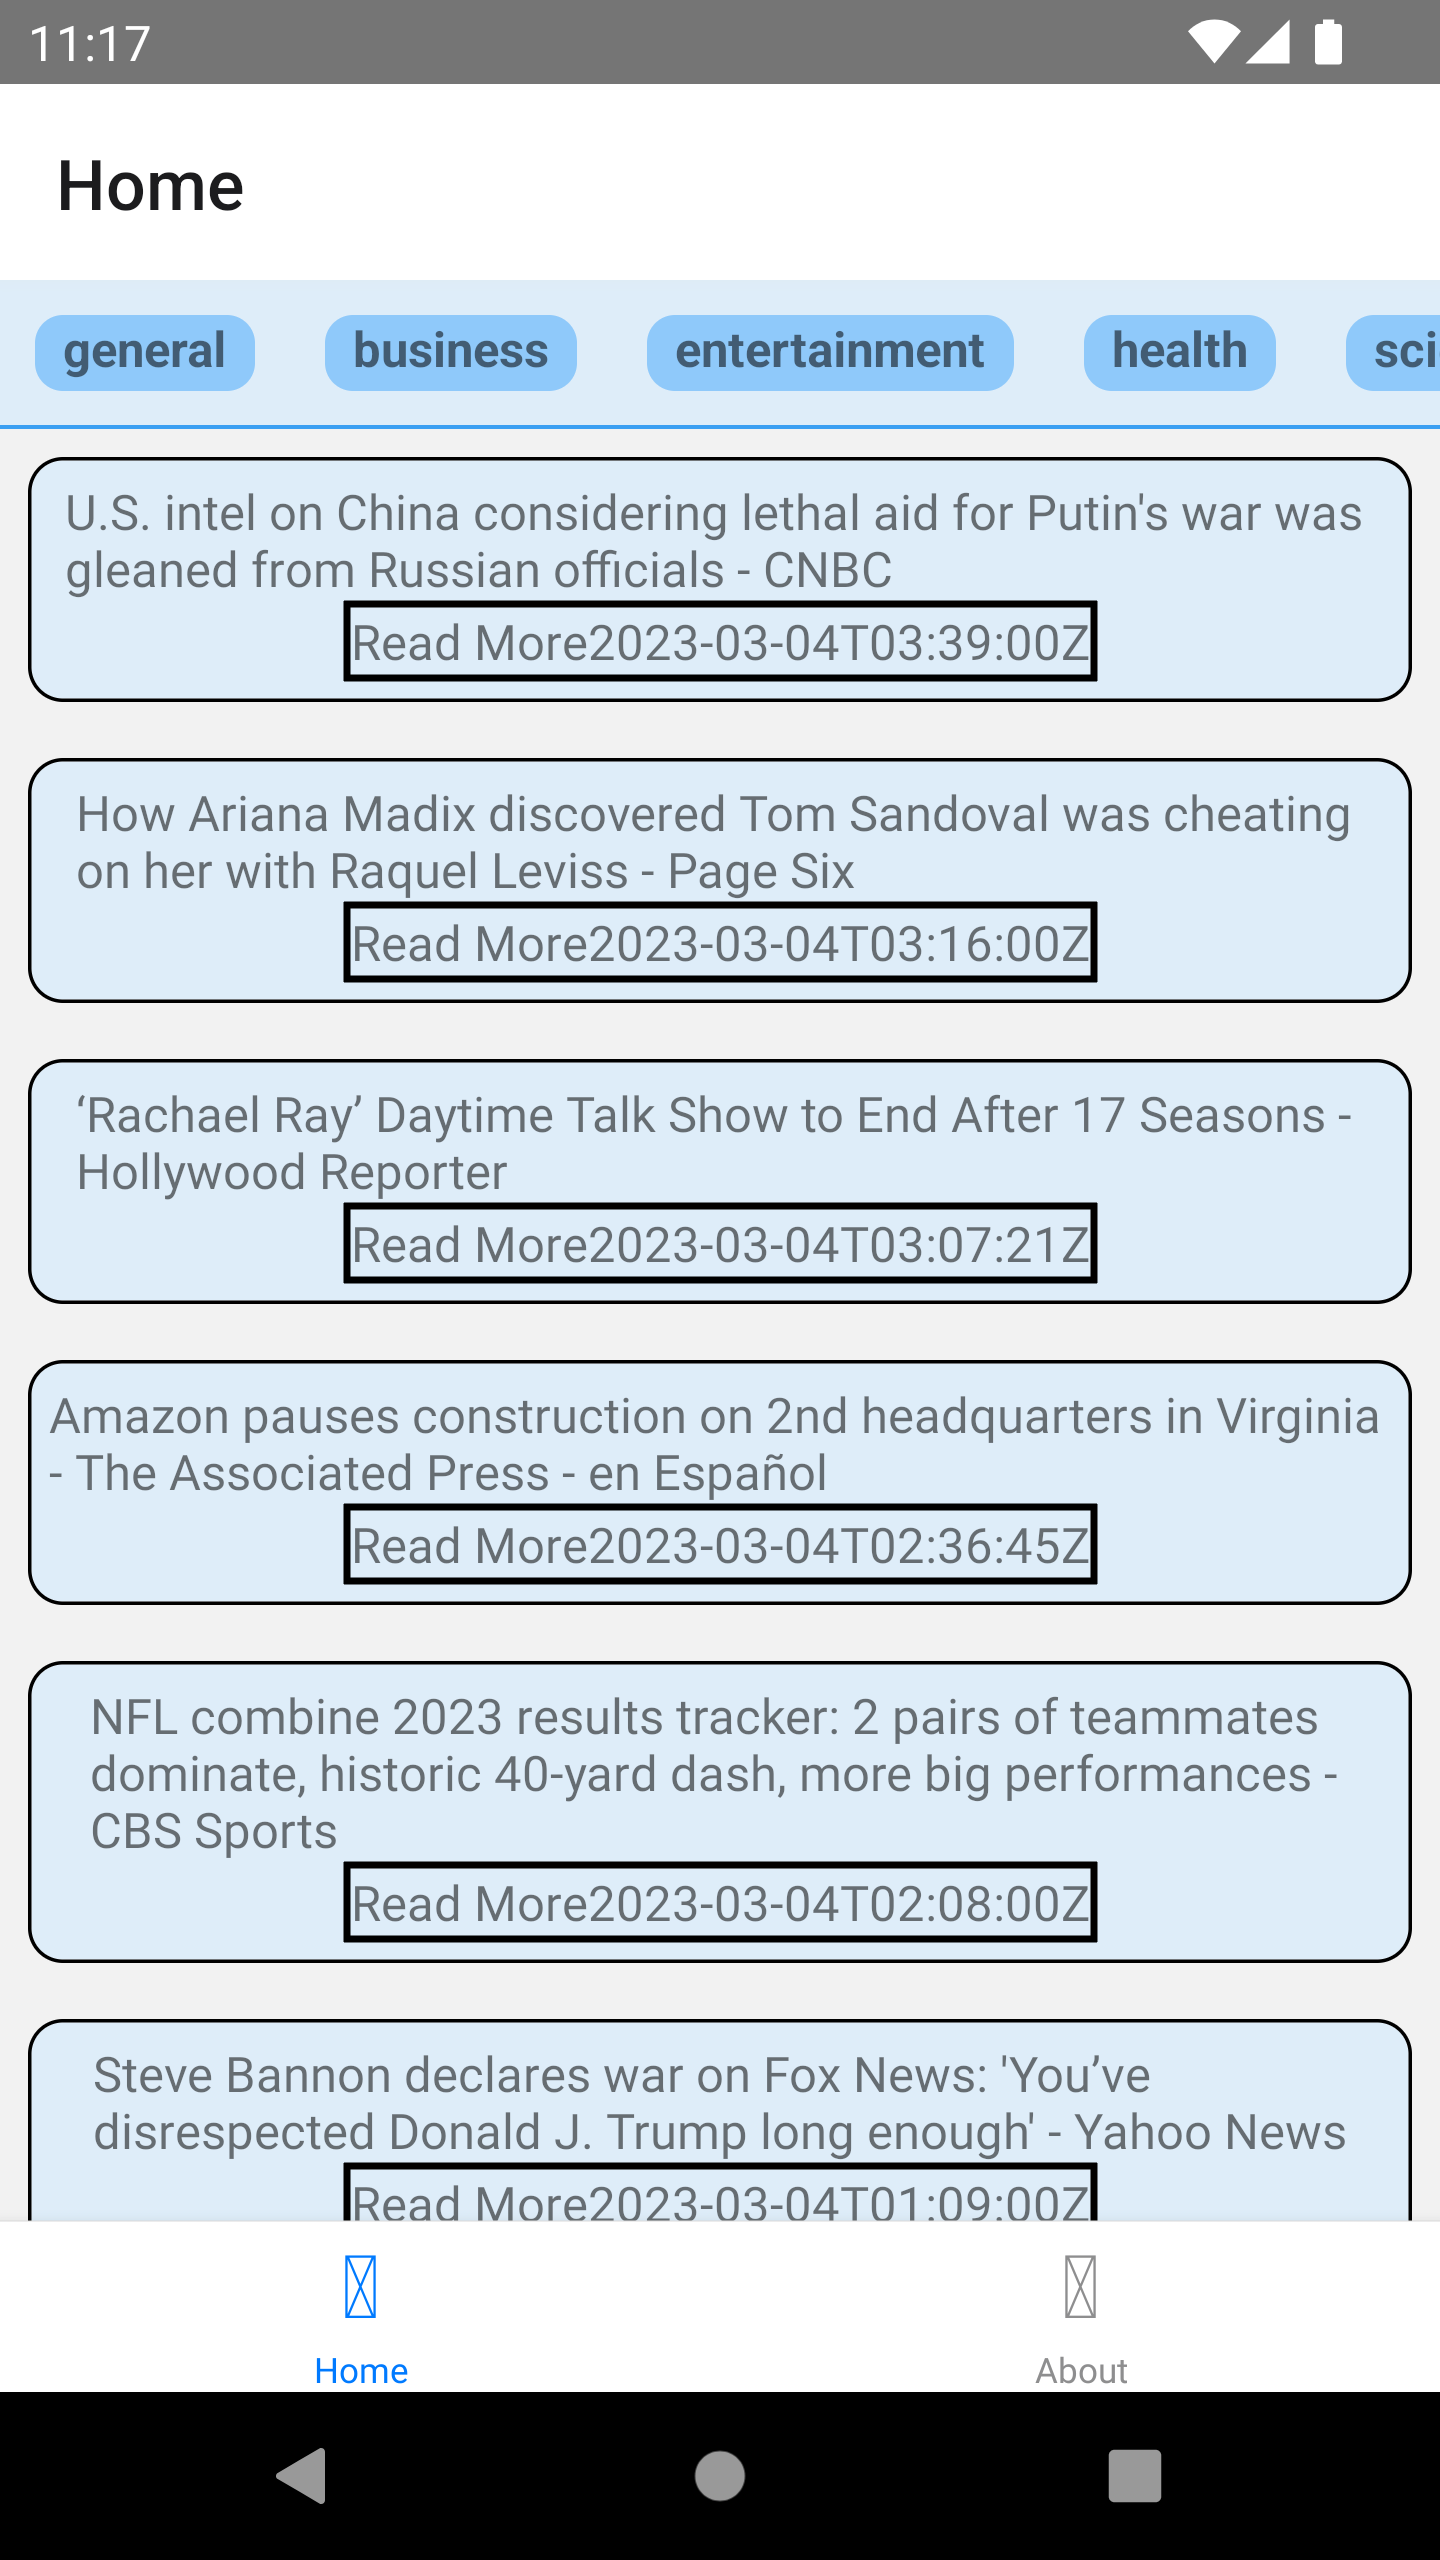 11:17
Home
general business entertainment health sci
U.S. intel on China considering lethal aid for Putin's war was
gleaned from Russian officials - CNBC
Read More2023-03-04T03:39:00Z
How Ariana Madix discovered Tom Sandoval was cheating
on her with Raquel Leviss - Page Six
Read More2023-03-04T03:16:00Z
‘Rachael Ray’ Daytime Talk Show to End After 17 Seasons -
Hollywood Reporter
Read More2023-03-04T03:07:21Z
Amazon pauses construction on 2nd headquarters in Virginia
- The Associated Press - en Español
Read More2023-03-04T02:36:45Z
NFL combine 2023 results tracker: 2 pairs of teammates
dominate, historic 40-yard dash, more big performances -
CBS Sports
Read More2023-03-04T02:08:00Z
Steve Bannon declares war on Fox News: 'You’ve
disrespected Donald J. Trump long enough' - Yahoo News
Read More2023-03-04T01:09:00Z
Home About